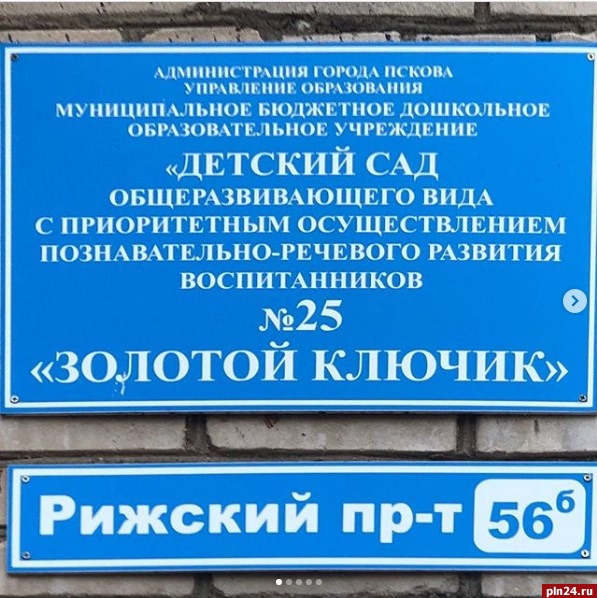 АДМИНИСТРАЦИЯ ГОРОДА ПСКОВА
УПРАВЛЕНИЕ ОБРАЗОВАНИЯ
МУНИЦИПАЛЬНОЕ БЮДЖЕТНОЕ ДОШКОЛЬНОЕ
ОБРАЗОВАТЕЛЬНОЕ УЧРЕЖДЕНИЕ
«ДЕТСКИЙ САД
ОБЩЕРАЗВИВАЮЩЕГО ВИДА
С ПРИОРИТЕТНЫМ ОСУЩЕСТВЛЕНИЕМ
ПОЗНАВАТЕЛЬНО-РЕЧЕВОГО РАЗВИТИЯ
ВОСПИТАННИКОВ
№25
«ЗОЛОТОЙ КЛЮЧИК»
Рижский пр-т 56б
pln24.ru